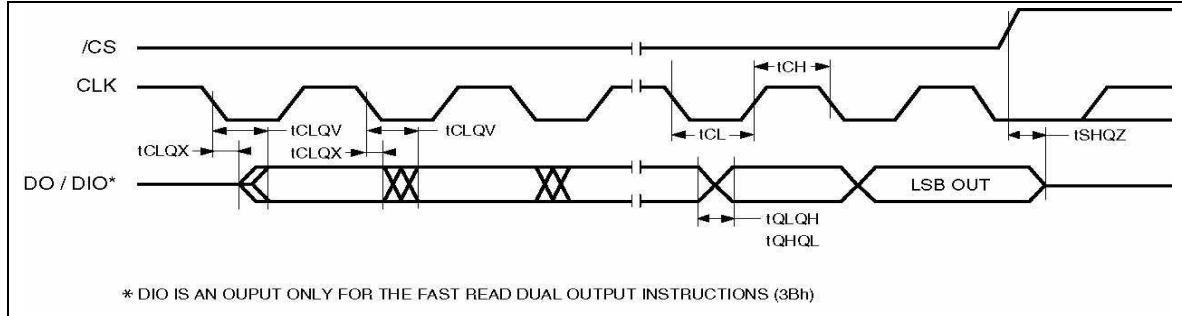 /CS
CLK
tCH
tCLQV
tCLQV
tCL
tSHQZ
tCLQX
tCLQX
DO / DIO*
LSB OUT
tQLQH
tQHQL
* DIO IS AN OUPUT ONLY FOR THE FAST READ DUAL OUTPUT INSTRUCTIONS (3Bh)